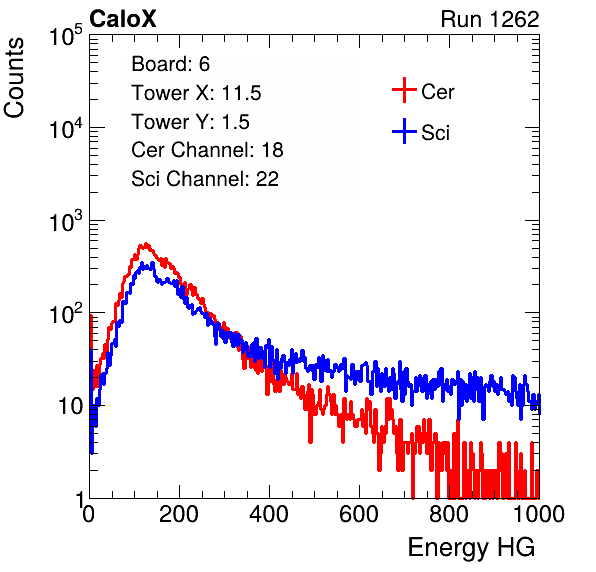 CaloX Run 1262
Counts
10^5
10^4
10^3
10^2
10
1
Board: 6
Tower X: 11.5
Tower Y: 1.5
Cer Channel: 18
Sci Channel: 22
Cer
Sci
0 200 400 600 800 1000
Energy HG